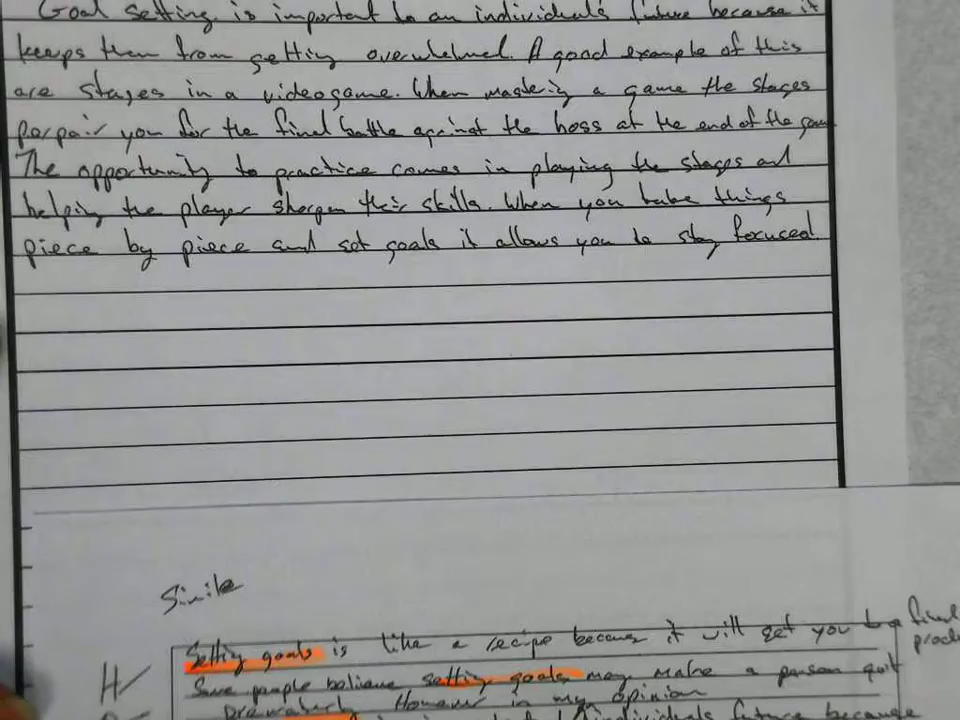 Goal setting is important to an individuals future because it
keeps them from getting overwhelmed. A good example of this
are stages in a videogame. When mastering a game the stages
perpair you for the final battle against the boss at the end of the game
The opportunity to practice comes in playing the stages and
helping the player sharpen their skills. When you take things
piece by piece and set goals it allows you to stay focused.
Simile
Setting goals is like a recipe because it will get you to a final
H/ Some people believe setting goals may make a person quit
However in my opinion
individuals future because